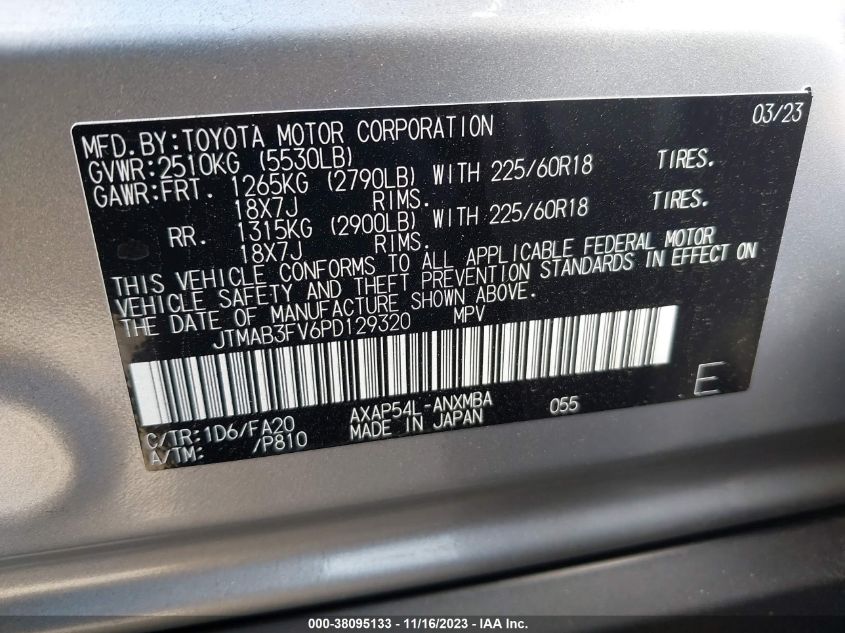 03/23
MFD.BY:TOYOTA MOTOR CORPORATION
GVWR:2510KG (5530LB)
GAWR:FRT. 1265KG (2790LB) WITH 225/60R18 TIRES.
18X7J RIMS.
RR. 1315KG (2900LB) WITH 225/60R18 TIRES.
18X7J RIMS.
THIS VEHICLE CONFORMS TO ALL APPLICABLE FEDERAL MOTOR
VEHICLE SAFETY AND THEFT PREVENTION STANDARDS IN EFFECT ON
THE DATE OF MANUFACTURE SHOWN ABOVE.
JTMAB3FV6PD129320 MPV
E
C/TR:1D6/FA20 AXAP54L-ANXMBA 055
A/TM: /P810 MADE IN JAPAN
000-38095133 - 11/16/2023 - IAA Inc.